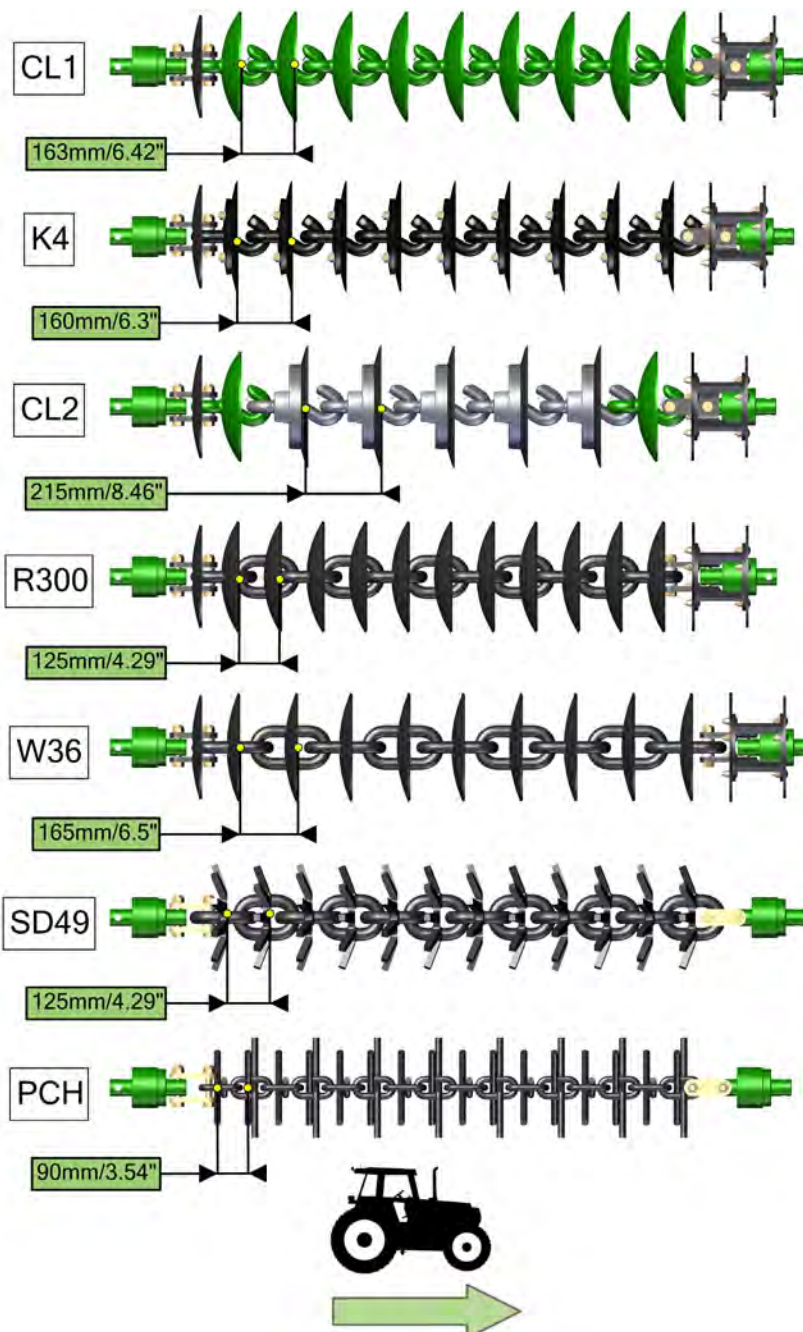 CL1
163mm/6.42"
K4
160mm/6.3"
CL2
215mm/8.46"
R300
125mm/4.29"
W36
165mm/6.5"
SD49
125mm/4.29"
PCH
90mm/3.54"